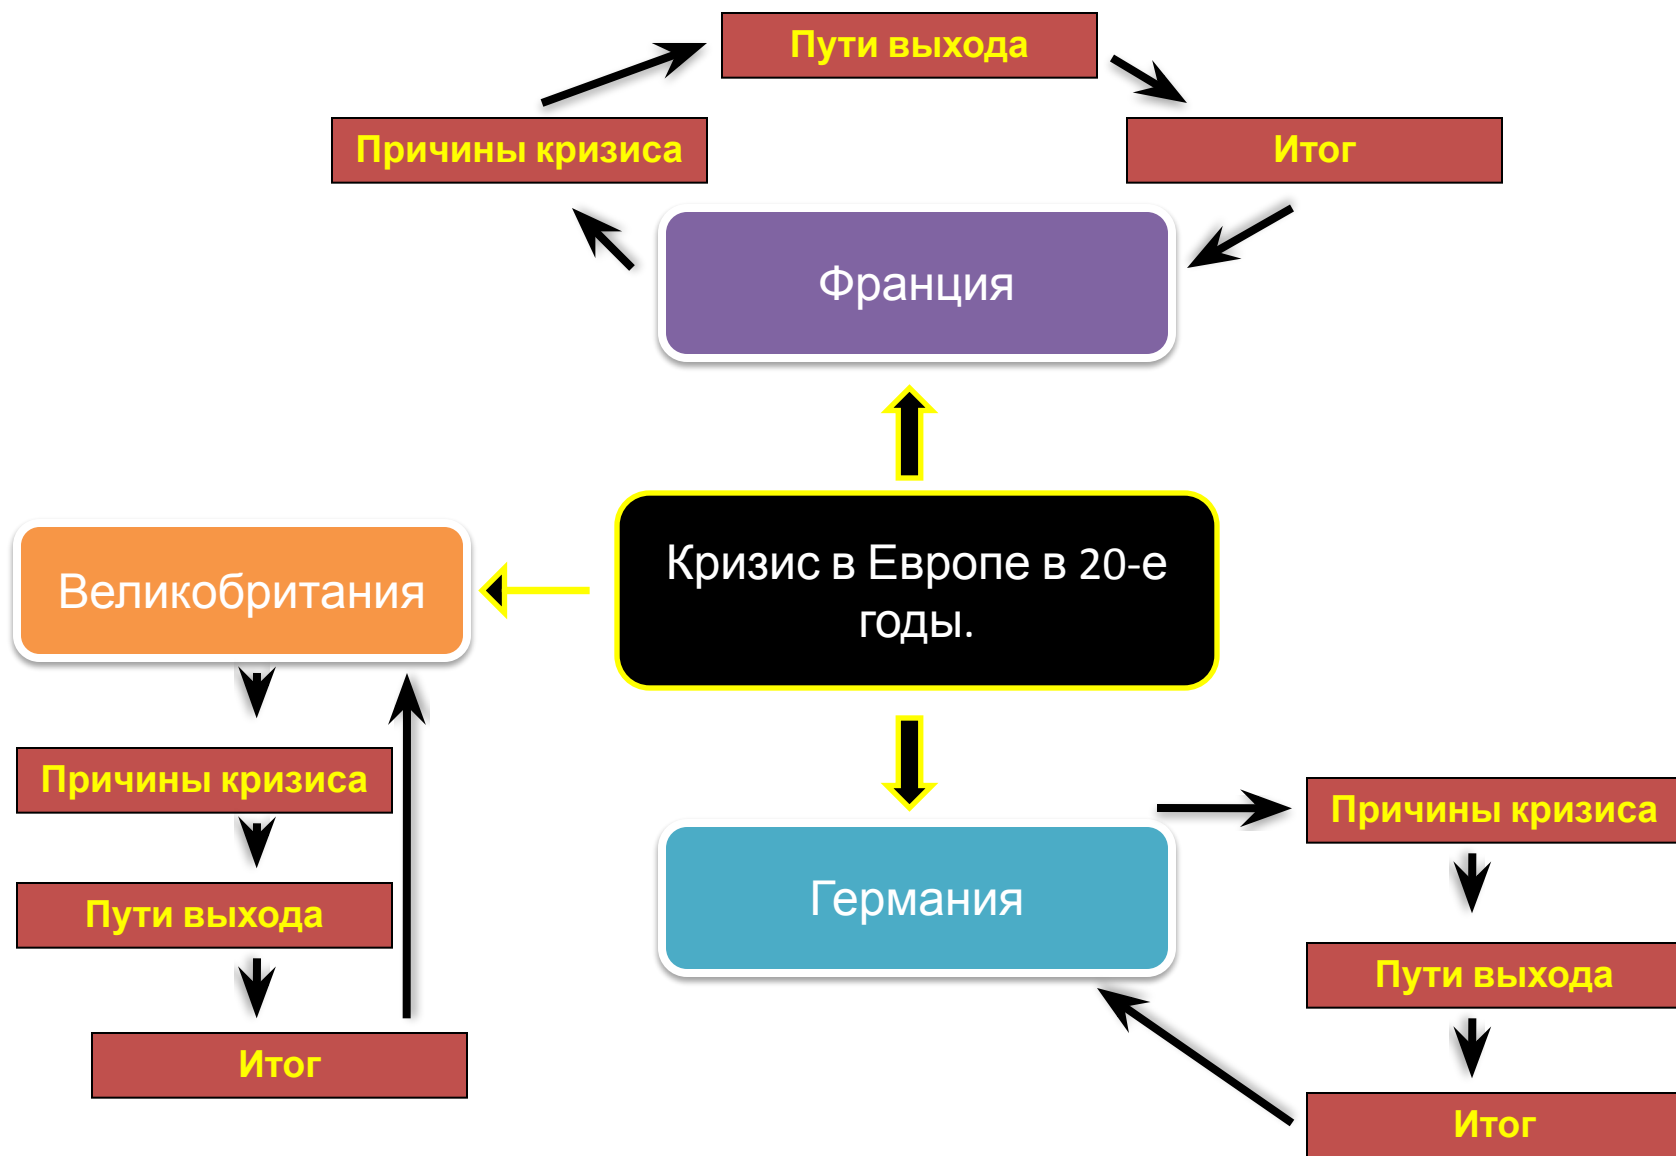 Пути выхода
Причины кризиса
Итог
Франция
Кризис в Европе в 20-е
годы.
Великобритания
Причины кризиса
Пути выхода
Итог
Германия
Причины кризиса
Пути выхода
Итог